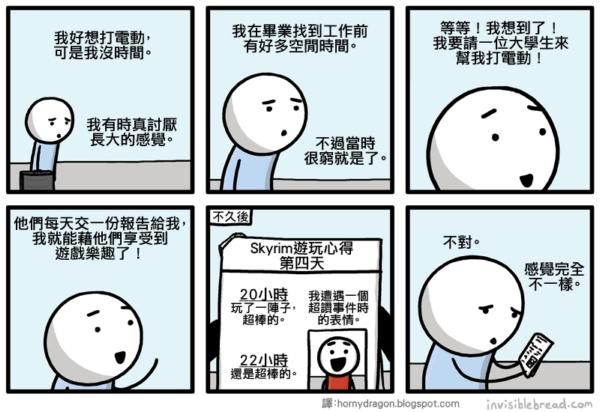 我好想打電動，
可是我沒時間。
我有時真討厭
長大的感覺。
我在畢業找到工作前
有好多空閒時間。
不過當時
很窮就是了。
等等！我想到了！
我要請一位大學生來
幫我打電動！
他們每天交一份報告給我，
我就能藉他們享受到
遊戲樂趣了！
不久後
Skyrim遊玩心得
第四天
20小時
玩了一陣子，
超棒的。
22小時
還是超棒的。
我遭遇一個
超讚事件時
的表情。
不對。
感覺完全
不一樣。
譯:hornydragon.blogspot.com
invisiblebread.com